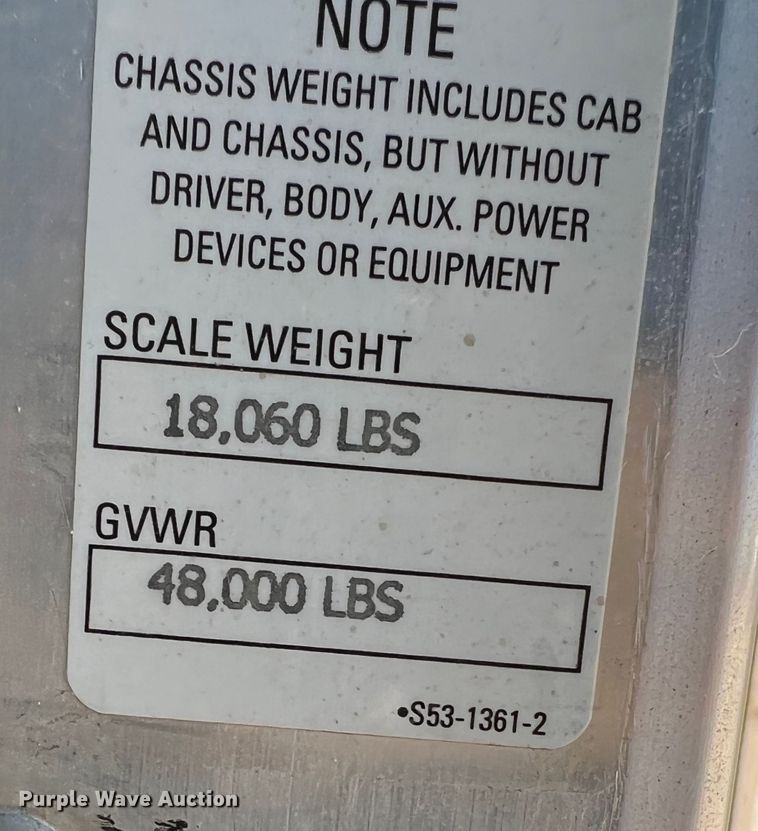 NOTE
CHASSIS WEIGHT INCLUDES CAB
AND CHASSIS, BUT WITHOUT
DRIVER, BODY, AUX. POWER
DEVICES OR EQUIPMENT
SCALE WEIGHT
18,060 LBS
GVWR
48,000 LBS
•S53-1361-2
Purple Wave Auction